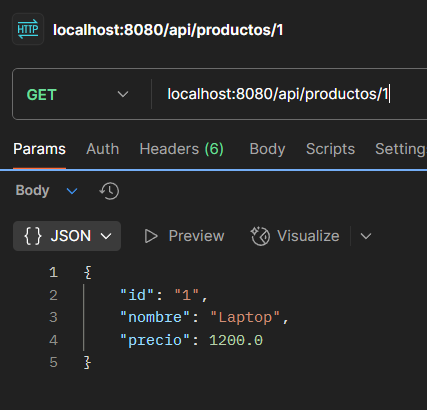 HTTP localhost:8080/api/productos/1
GET localhost:8080/api/productos/1
Params Auth Headers (6) Body Scripts Setting
Body
{} JSON Preview Visualize
1 {
2 "id": "1",
3 "nombre": "Laptop",
4 "precio": 1200.0
5 }